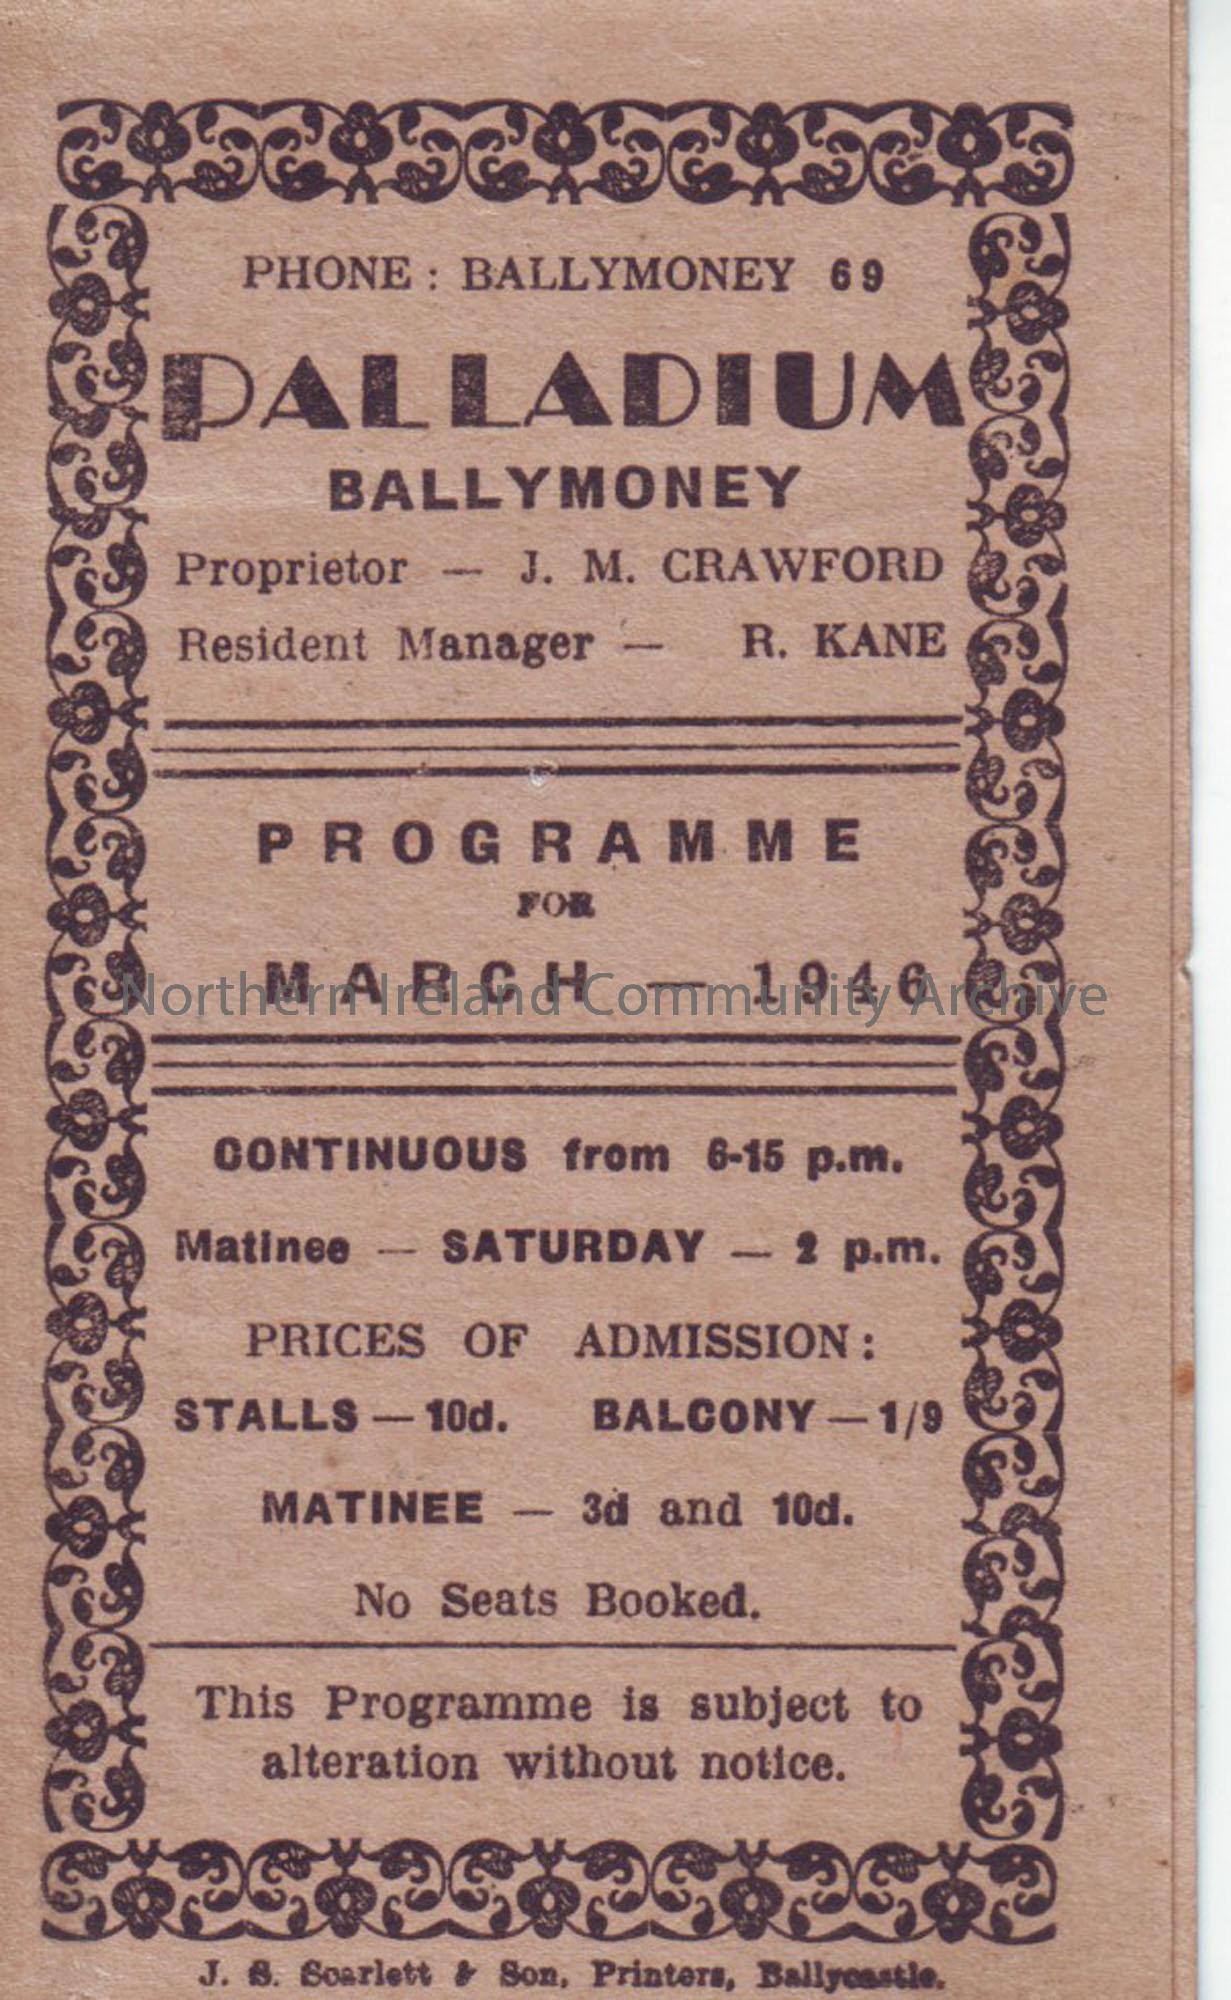 PHONE : BALLYMONEY 69
PALLADIUM
BALLYMONEY
Proprietor — J. M. CRAWFORD
Resident Manager — R. KANE
PROGRAMME
FOR
MARCH — 1946
Northern Ireland Community Archive
CONTINUOUS from 6-15 p.m.
Matinee — SATURDAY — 2 p.m.
PRICES OF ADMISSION :
STALLS — 10d. BALCONY — 1/9
MATINEE — 3d and 10d.
No Seats Booked.
This Programme is subject to
alteration without notice.
J. S. Scarlett & Son, Printers, Ballycastle.